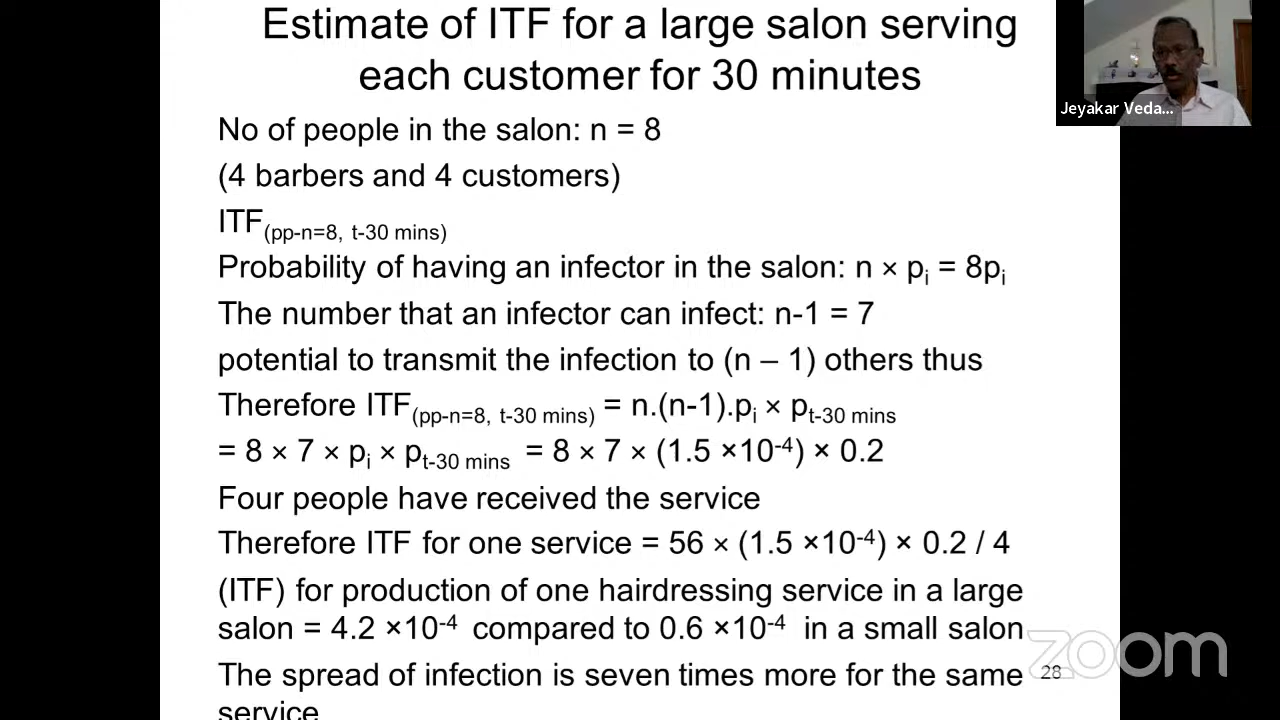 Estimate of ITF for a large salon serving
each customer for 30 minutes
Jeyakar Veda...
No of people in the salon: n = 8
(4 barbers and 4 customers)
ITF(pp-n=8, t-30 mins)
Probability of having an infector in the salon: n × pi = 8pi
The number that an infector can infect: n-1 = 7
potential to transmit the infection to (n – 1) others thus
Therefore ITF(pp-n=8, t-30 mins) = n.(n-1).pi × pt-30 mins
= 8 × 7 × pi × pt-30 mins = 8 × 7 × (1.5 ×10-4) × 0.2
Four people have received the service
Therefore ITF for one service = 56 × (1.5 ×10-4) × 0.2 / 4
(ITF) for production of one hairdressing service in a large
salon = 4.2 ×10-4 compared to 0.6 ×10-4 in a small salon
The spread of infection is seven times more for the same
service
28
zoom